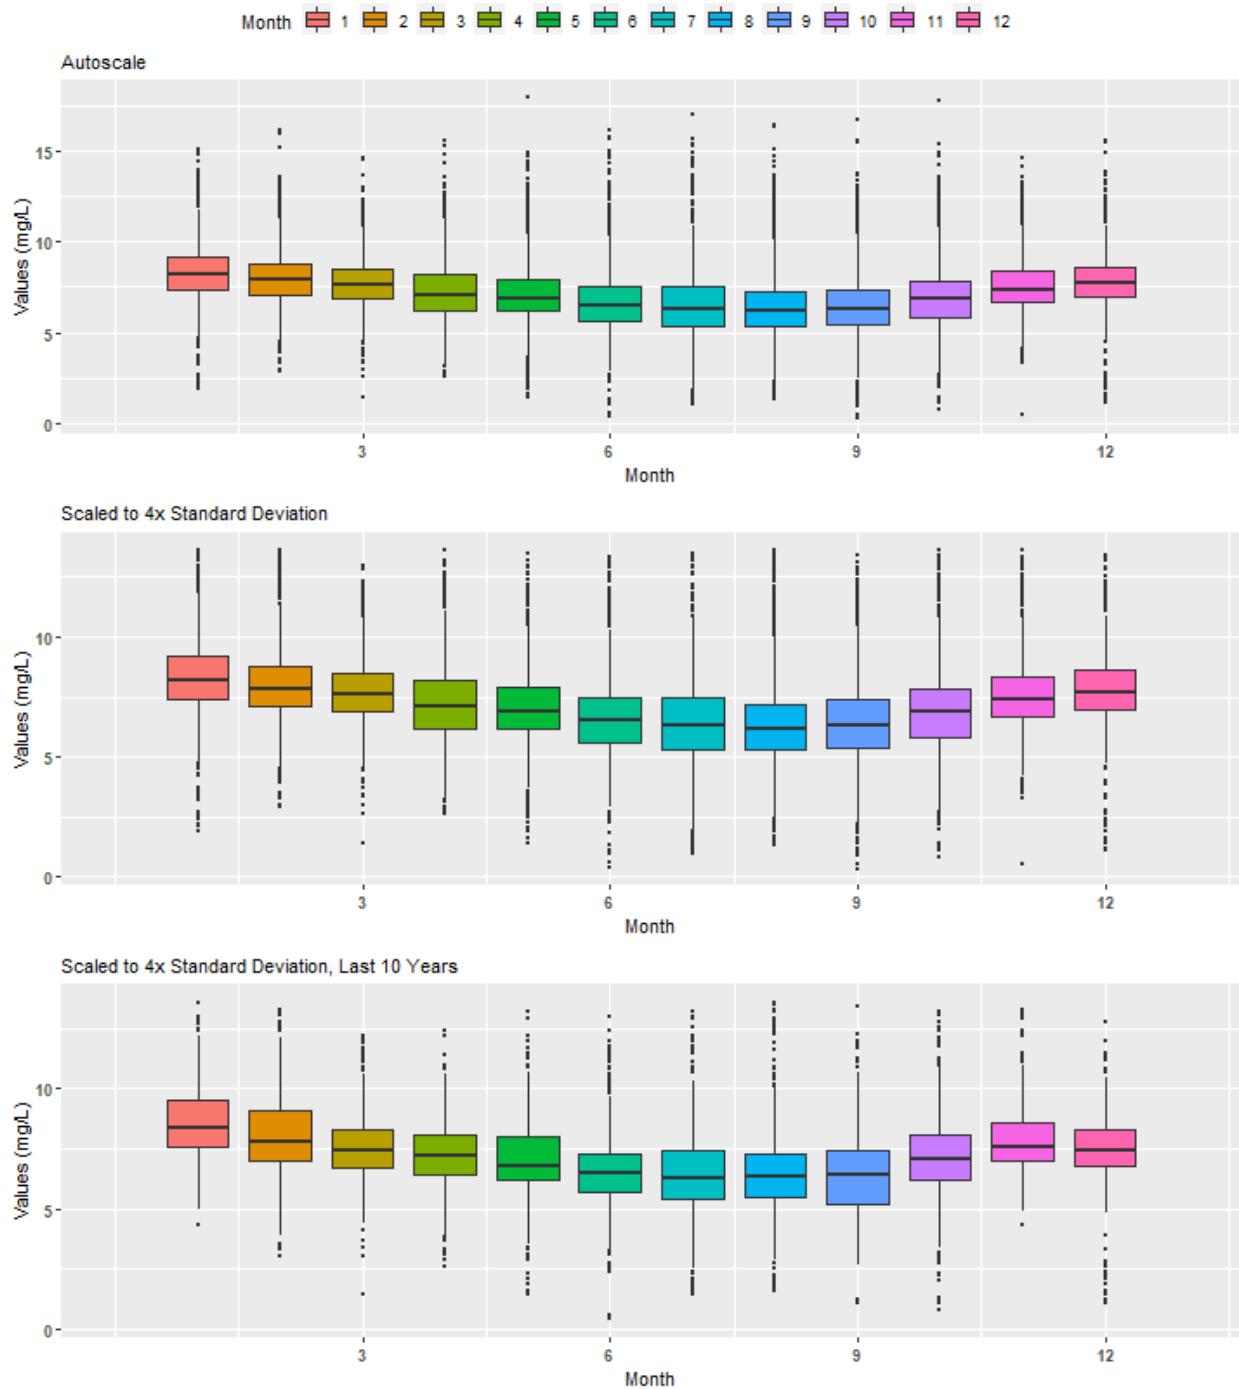 Month 1 2 3 4 5 6 7 8 9 10 11 12
Autoscale
Values (mg/L)
15
10
5
0
3 6 9 12
Month
Scaled to 4x Standard Deviation
Values (mg/L)
10
5
0
3 6 9 12
Month
Scaled to 4x Standard Deviation, Last 10 Years
Values (mg/L)
10
5
0
3 6 9 12
Month